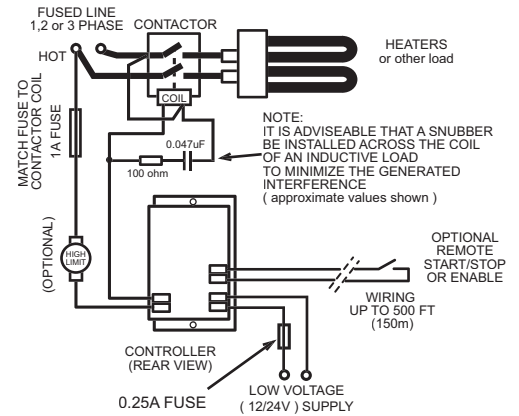 FUSED LINE
1,2 or 3 PHASE
CONTACTOR
HOT
HEATERS
or other load
COIL
MATCH FUSE TO
CONTACTOR COIL
1A FUSE
0.047uF
100 ohm
NOTE:
IT IS ADVISEABLE THAT A SNUBBER
BE INSTALLED ACROSS THE COIL
OF AN INDUCTIVE LOAD
TO MINIMIZE THE GENERATED
INTERFERENCE
( approximate values shown )
(OPTIONAL)
HIGH
LIMIT
OPTIONAL
REMOTE
START/STOP
OR ENABLE
WIRING
UP TO 500 FT
(150m)
CONTROLLER
(REAR VIEW)
0.25A FUSE
LOW VOLTAGE
( 12/24V ) SUPPLY